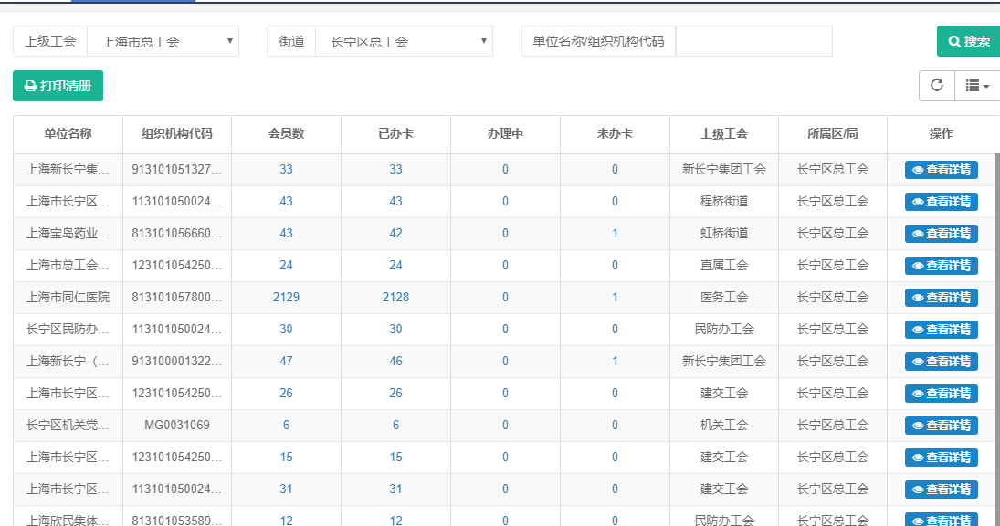 上级工会 上海市总工会 街道 长宁区总工会 单位名称/组织机构代码 搜索
打印清册
单位名称 组织机构代码 会员数 已办卡 办理中 未办卡 上级工会 所属区/局 操作
上海新长宁集... 913101051327... 33 33 0 0 新长宁集团工会 长宁区总工会 查看详情
上海市长宁区... 113101050024... 43 43 0 0 程桥街道 长宁区总工会 查看详情
上海宝岛药业... 813101056660... 43 42 0 1 虹桥街道 长宁区总工会 查看详情
上海市总工会... 123101054250... 24 24 0 0 直属工会 长宁区总工会 查看详情
上海市同仁医院 813101057800... 2129 2128 0 1 医务工会 长宁区总工会 查看详情
长宁区民防办... 113101050024... 30 30 0 0 民防办工会 长宁区总工会 查看详情
上海新长宁（... 913100001322... 47 46 0 1 新长宁集团工会 长宁区总工会 查看详情
上海市长宁区... 123101054250... 26 26 0 0 建交工会 长宁区总工会 查看详情
长宁区机关党... MG0031069 6 6 0 0 机关工会 长宁区总工会 查看详情
上海市长宁区... 123101054250... 15 15 0 0 建交工会 长宁区总工会 查看详情
上海市长宁区... 113101050024... 31 31 0 0 建交工会 长宁区总工会 查看详情
上海欣民集体... 813101053589... 12 12 0 0 民防办工会 长宁区总工会 查看详情